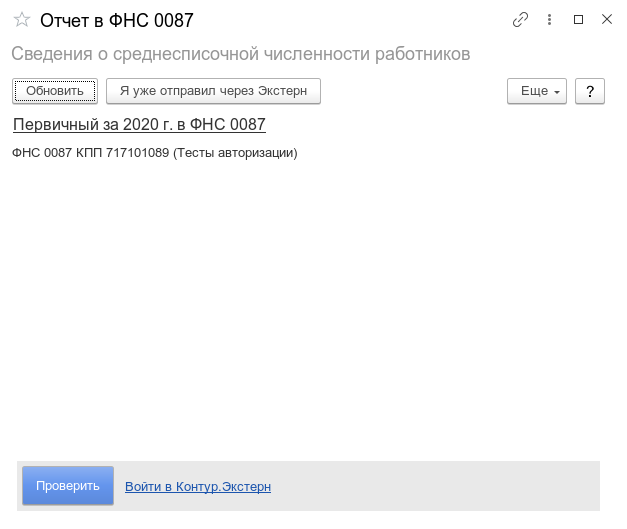 Отчет в ФНС 0087
Сведения о среднесписочной численности работников
Обновить
Я уже отправил через Экстерн
Еще
?
Первичный за 2020 г. в ФНС 0087
ФНС 0087 КПП 717101089 (Тесты авторизации)
Проверить
Войти в Контур.Экстерн